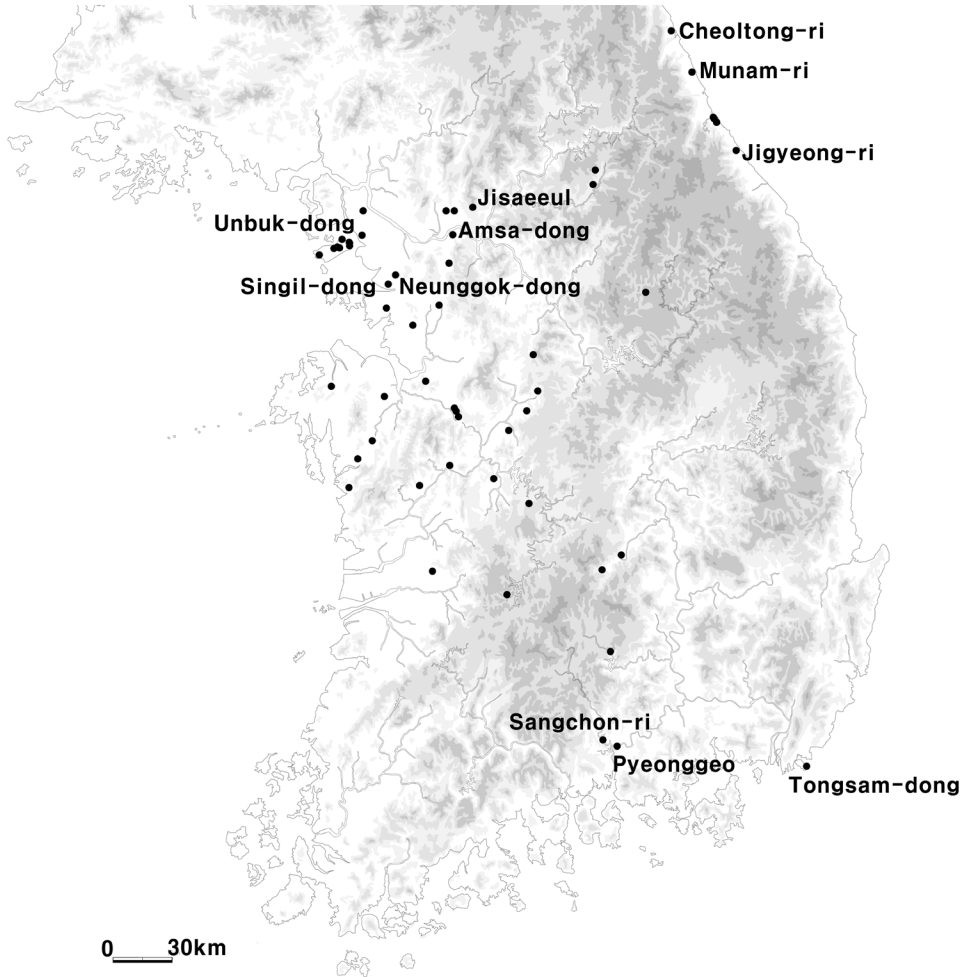 Cheoltong-ri
Munam-ri
Jigyeong-ri
Jisaeeul
Unbuk-dong
Amsa-dong
Singil-dong
Neunggok-dong
Sangchon-ri
Pyeonggeo
Tongsam-dong
0 30km